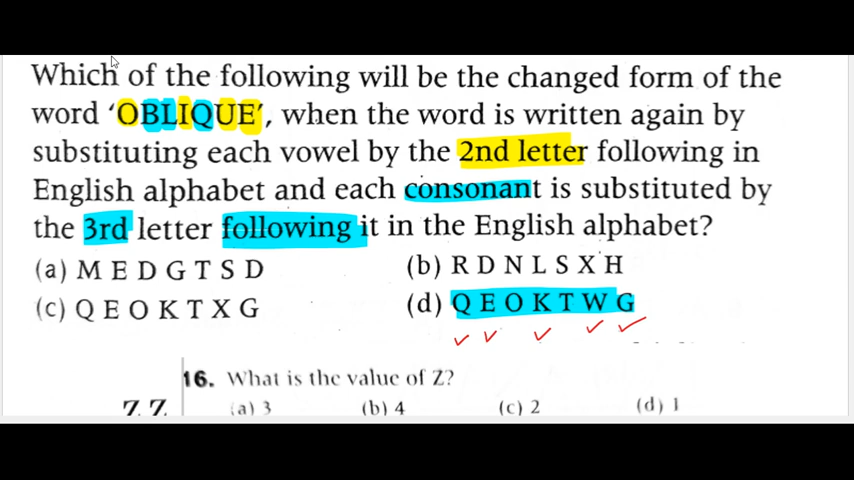 Which of the following will be the changed form of the
word ‘OBLIQUE’, when the word is written again by
substituting each vowel by the 2nd letter following in
English alphabet and each consonant is substituted by
the 3rd letter following it in the English alphabet?
(a) M E D G T S D (b) R D N L S X H
(c) Q E O K T X G (d) Q E O K T W G
16. What is the value of Z?
Z Z (a) 3 (b) 4 (c) 2 (d) 1